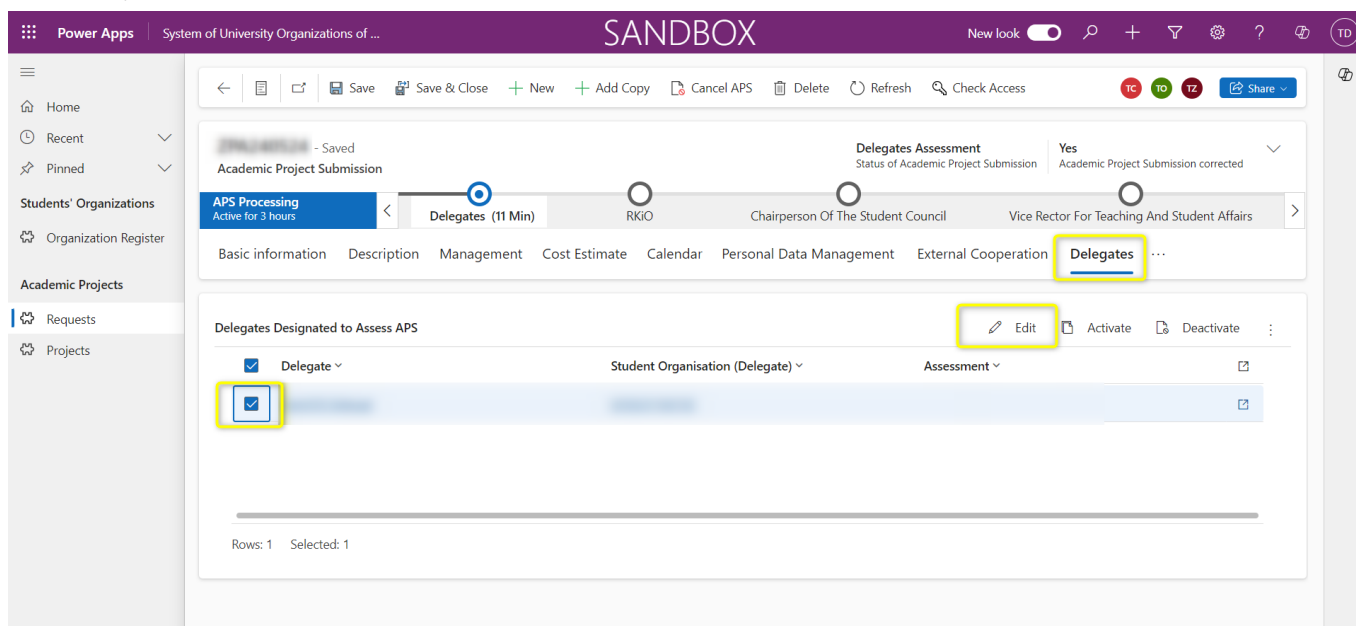 Power Apps System of University Organizations of ... SANDBOX New look TD
Save Save & Close New Add Copy Cancel APS Delete Refresh Check Access TC TO TZ Share
Home
Recent
Pinned
Students' Organizations
Organization Register
Academic Projects
Requests
Projects
- Saved
Academic Project Submission
Delegates Assessment
Status of Academic Project Submission
Yes
Academic Project Submission corrected
APS Processing
Active for 3 hours
Delegates (11 Min) RKiO Chairperson Of The Student Council Vice Rector For Teaching And Student Affairs
Basic information Description Management Cost Estimate Calendar Personal Data Management External Cooperation Delegates ...
Delegates Designated to Assess APS Edit Activate Deactivate
Delegate Student Organisation (Delegate) Assessment
Rows: 1 Selected: 1